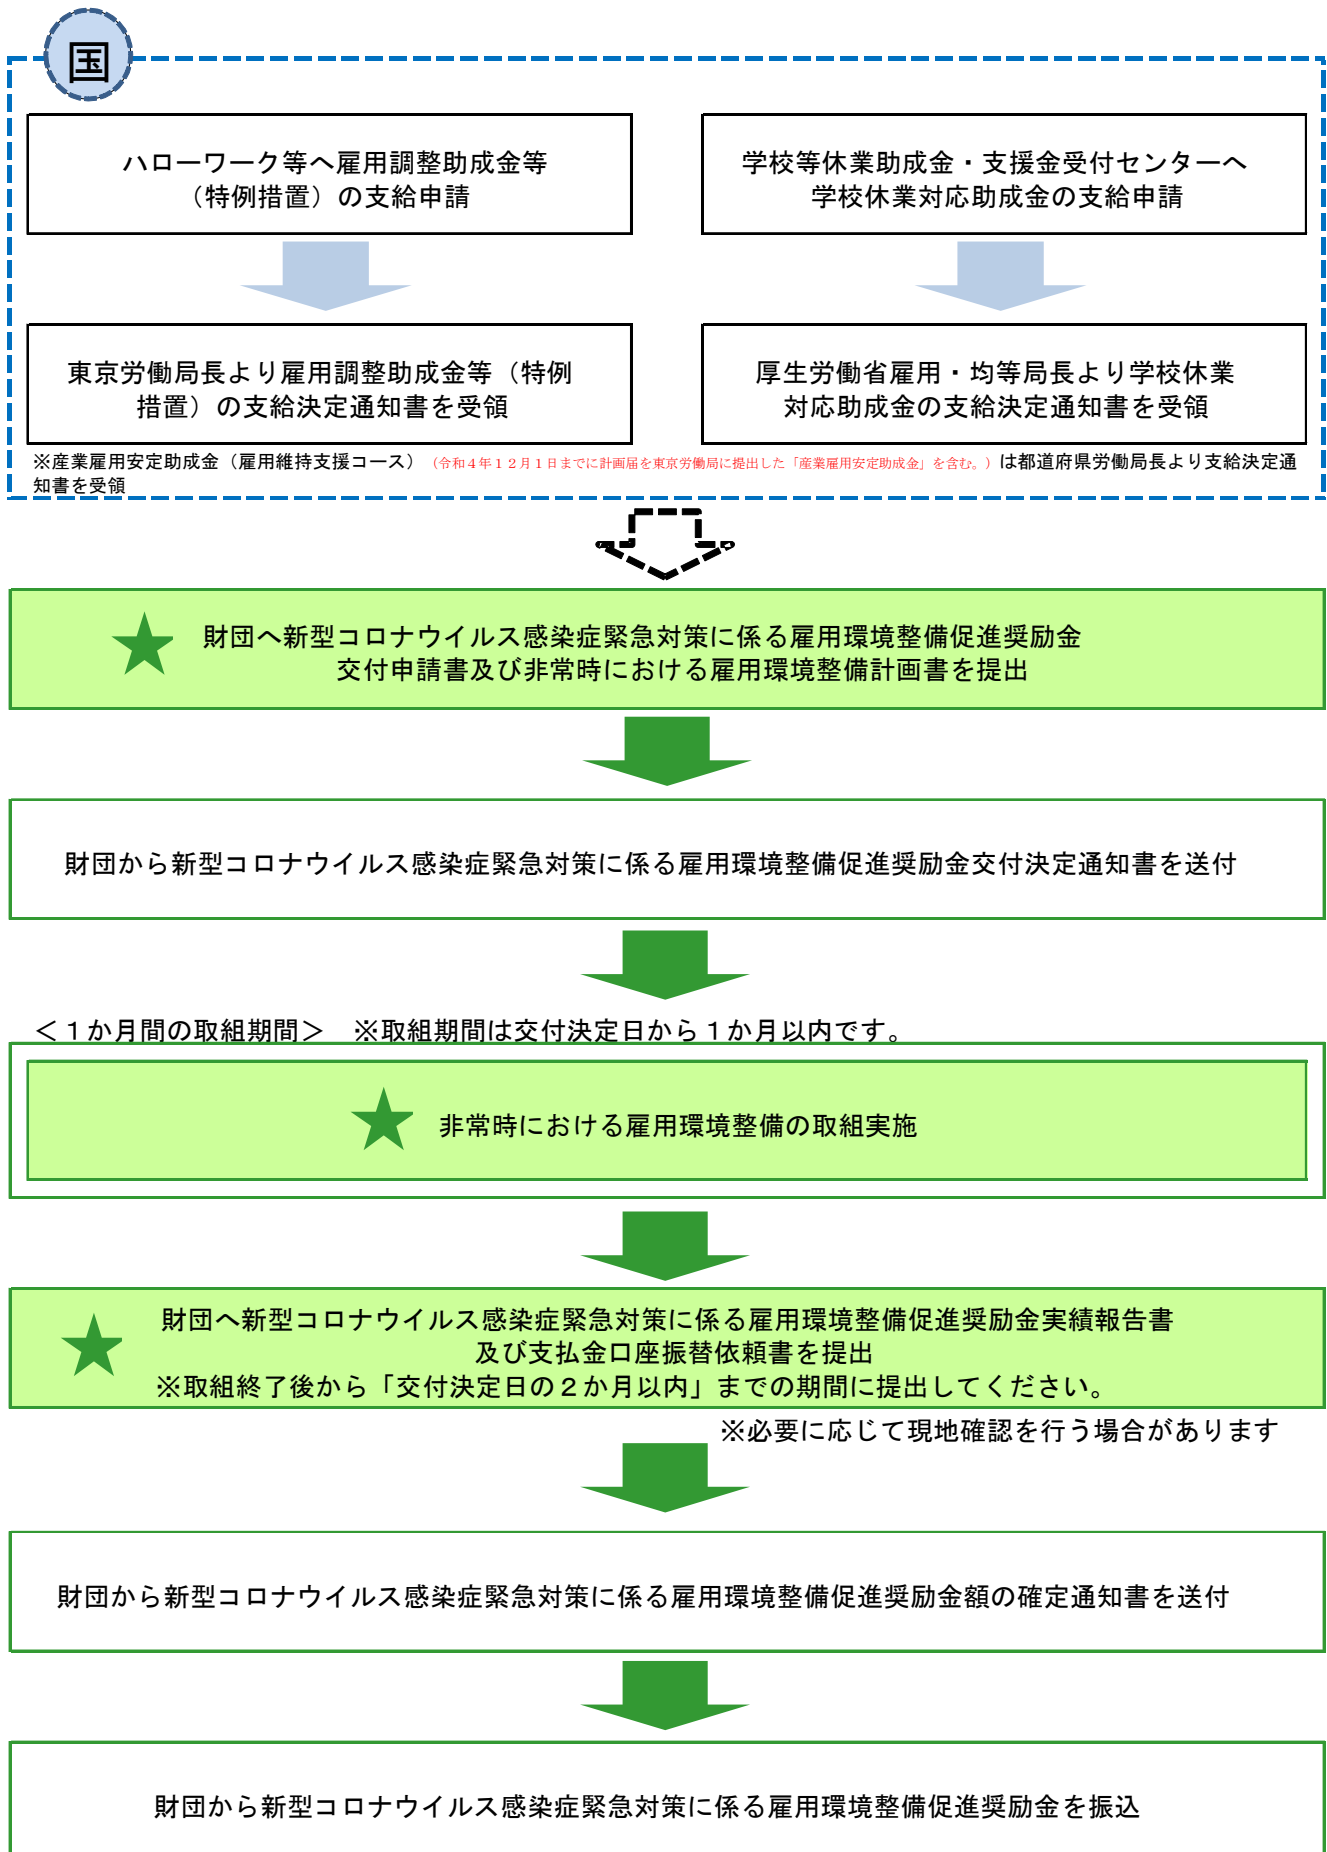 国
ハローワーク等へ雇用調整助成金等
（特例措置）の支給申請
学校等休業助成金・支援金受付センターへ
学校休業対応助成金の支給申請
東京労働局長より雇用調整助成金等（特例
措置）の支給決定通知書を受領
厚生労働省雇用・均等局長より学校休業
対応助成金の支給決定通知書を受領
※産業雇用安定助成金（雇用維持支援コース）（令和４年１２月１日までに計画届を東京労働局に提出した「産業雇用安定助成金」を含む。）は都道府県労働局長より支給決定通
知書を受領
財団へ新型コロナウイルス感染症緊急対策に係る雇用環境整備促進奨励金
交付申請書及び非常時における雇用環境整備計画書を提出
財団から新型コロナウイルス感染症緊急対策に係る雇用環境整備促進奨励金交付決定通知書を送付
＜１か月間の取組期間＞　※取組期間は交付決定日から１か月以内です。
非常時における雇用環境整備の取組実施
財団へ新型コロナウイルス感染症緊急対策に係る雇用環境整備促進奨励金実績報告書
及び支払金口座振替依頼書を提出
※取組終了後から「交付決定日の２か月以内」までの期間に提出してください。
※必要に応じて現地確認を行う場合があります
財団から新型コロナウイルス感染症緊急対策に係る雇用環境整備促進奨励金額の確定通知書を送付
財団から新型コロナウイルス感染症緊急対策に係る雇用環境整備促進奨励金を振込